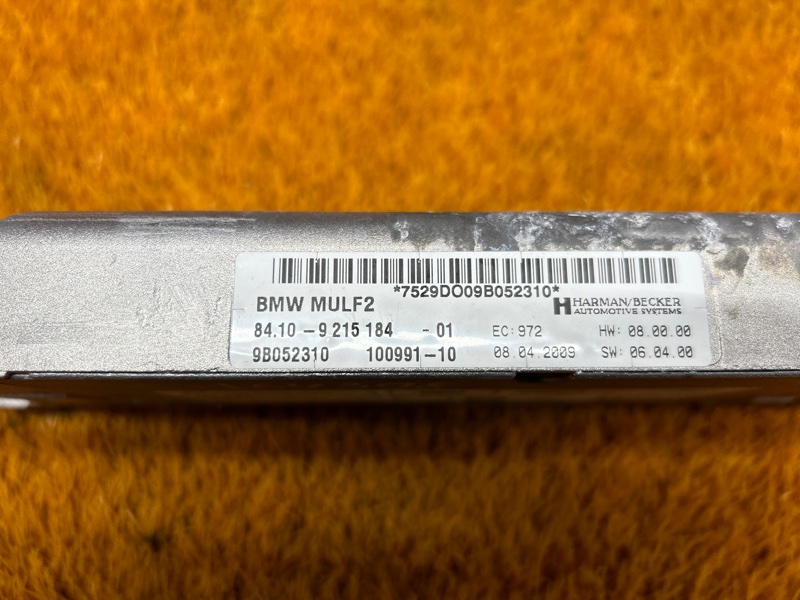 *7529DO09B052310*
BMW MULF2
HARMAN/BECKER
AUTOMOTIVE SYSTEMS
84.10 -9 215 184 - 01 EC: 972 HW: 08.00.00
9B052310 100991-10 08.04.2009 SW: 06.04.00